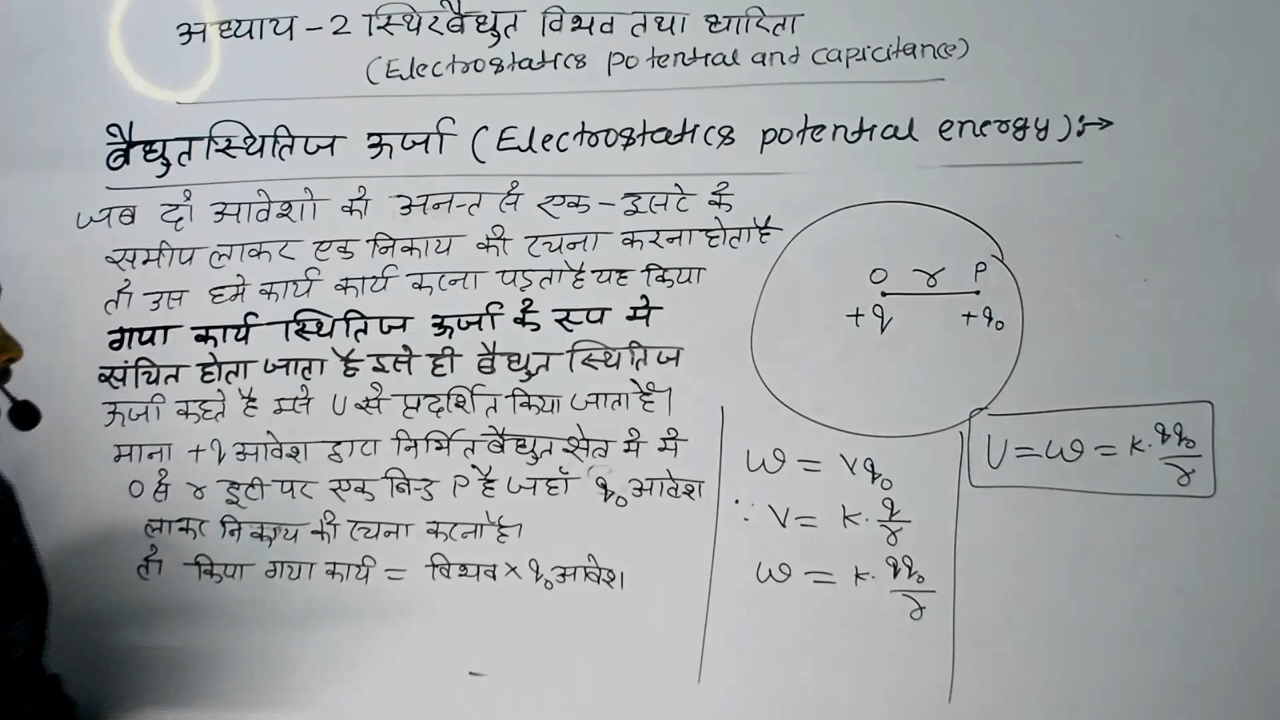 अध्याय - 2 स्थिरवैधुत विभव तथा धारिता
(Electrostatics potential and capacitance)
वैधुत स्थितिज ऊर्जा (Electrostatics potential energy) :→
जब दो आवेशो को अनन्त से एक-दुसरे के
समीप लाकर एक निकाय की रचना करना होता है
तो उस हमे कार्य कार्य करना पड़ता है यह किया
गया कार्य स्थितिज ऊर्जा के रुप मे
संचित होता जाता है इसे ही वैधुत स्थितिज
ऊर्जा कहते है इसे U से प्रदर्शित किया जाता है।
माना +q आवेश द्वारा निर्मित वैधुत क्षेत्र मे मे
O से r दुरी पर एक बिन्दु P है जहाँ q₀ आवेश
लाकर निकाय की रचना करना है।
तो किया गया कार्य = विभव × q₀ आवेश।
O r P
+q +q₀
W = Vq₀
∵ V = K. q/r
W = K. qq₀/r
U = W = K. qq₀/r